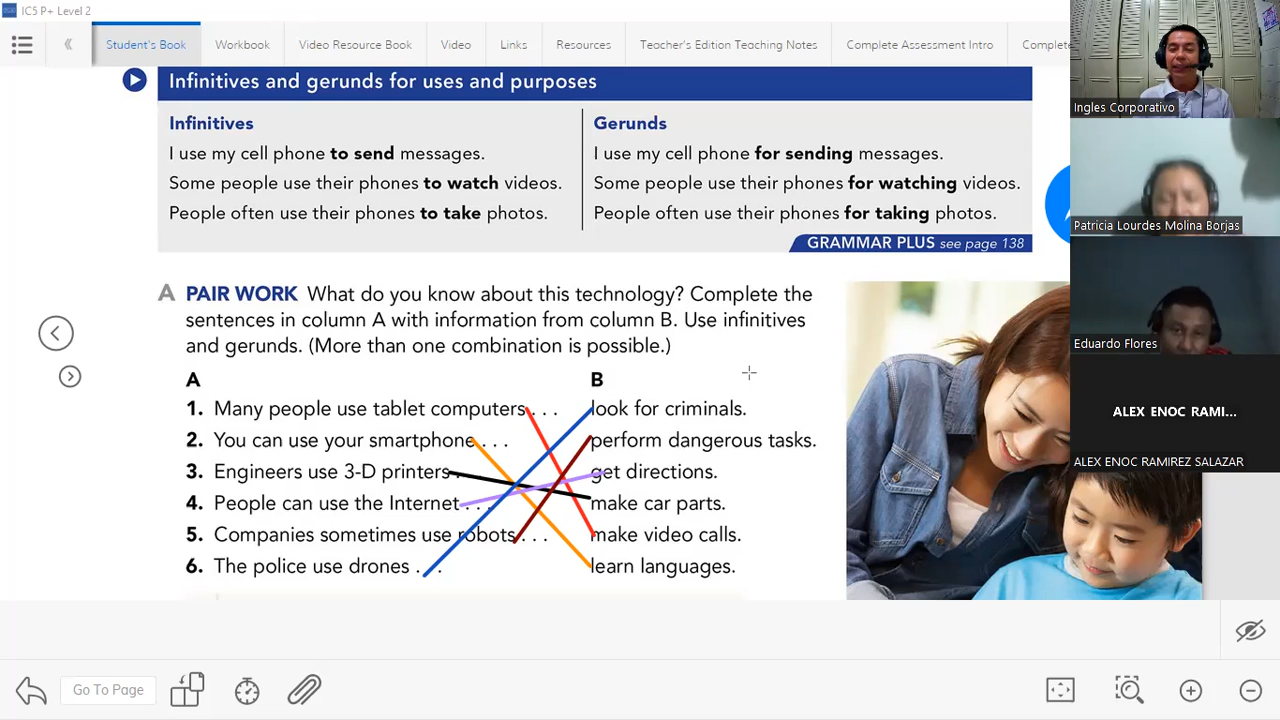 IC5 P+ Level 2
Student's Book
Workbook
Video Resource Book
Video
Links
Resources
Teacher's Edition Teaching Notes
Complete Assessment Intro
Complete
Infinitives and gerunds for uses and purposes
Infinitives
I use my cell phone to send messages.
Some people use their phones to watch videos.
People often use their phones to take photos.
Gerunds
I use my cell phone for sending messages.
Some people use their phones for watching videos.
People often use their phones for taking photos.
GRAMMAR PLUS see page 138
A PAIR WORK What do you know about this technology? Complete the
sentences in column A with information from column B. Use infinitives
and gerunds. (More than one combination is possible.)
A
1. Many people use tablet computers . . .
2. You can use your smartphone . . .
3. Engineers use 3-D printers . . .
4. People can use the Internet . . .
5. Companies sometimes use robots . . .
6. The police use drones . . .
B
look for criminals.
perform dangerous tasks.
get directions.
make car parts.
make video calls.
learn languages.
Ingles Corporativo
Patricia Lourdes Molina Borjas
Eduardo Flores
ALEX ENOC RAMI...
ALEX ENOC RAMIREZ SALAZAR
Go To Page